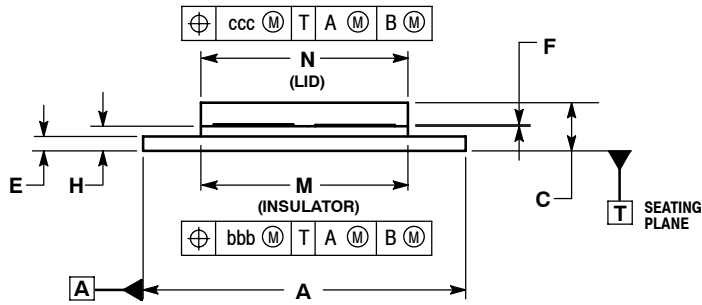 ⌖ ccc Ⓜ T A Ⓜ B Ⓜ
N
(LID)
F
E
H
M
(INSULATOR)
C
T SEATING
PLANE
⌖ bbb Ⓜ T A Ⓜ B Ⓜ
A
A